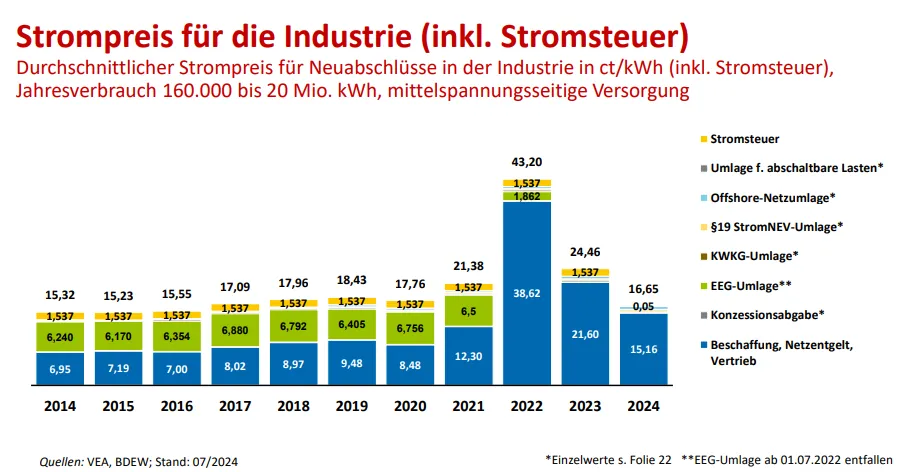 Strompreis für die Industrie (inkl. Stromsteuer)
Durchschnittlicher Strompreis für Neuabschlüsse in der Industrie in ct/kWh (inkl. Stromsteuer),
Jahresverbrauch 160.000 bis 20 Mio. kWh, mittelspannungsseitige Versorgung
15,32 15,23 15,55 17,09 17,96 18,43 17,76 21,38 43,20 24,46 16,65
1,537 1,537 1,537 1,537 1,537 1,537 1,537 1,537 1,537 1,537 0,05
6,240 6,170 6,354 6,880 6,792 6,405 6,756 6,5 1,862
6,95 7,19 7,00 8,02 8,97 9,48 8,48 12,30 38,62 21,60 15,16
2014 2015 2016 2017 2018 2019 2020 2021 2022 2023 2024
Stromsteuer
Umlage f. abschaltbare Lasten*
Offshore-Netzumlage*
§19 StromNEV-Umlage*
KWKG-Umlage*
EEG-Umlage**
Konzessionsabgabe*
Beschaffung, Netzentgelt,
Vertrieb
Quellen: VEA, BDEW; Stand: 07/2024
*Einzelwerte s. Folie 22 **EEG-Umlage ab 01.07.2022 entfallen